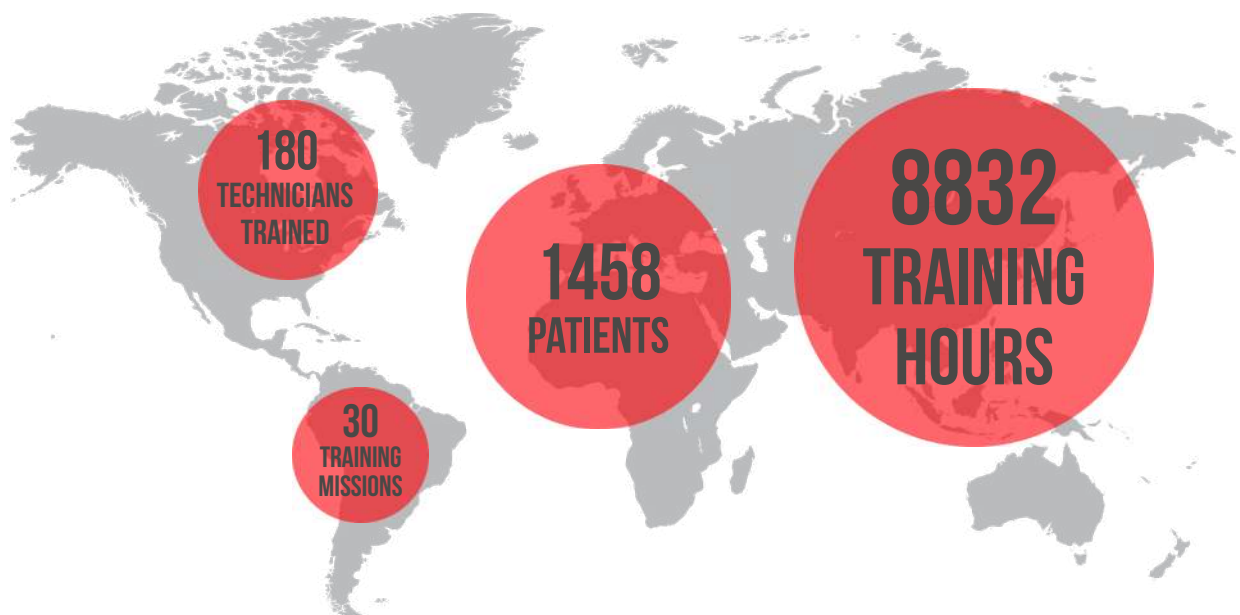 180
TECHNICIANS
TRAINED
1458
PATIENTS
8832
TRAINING
HOURS
30
TRAINING
MISSIONS